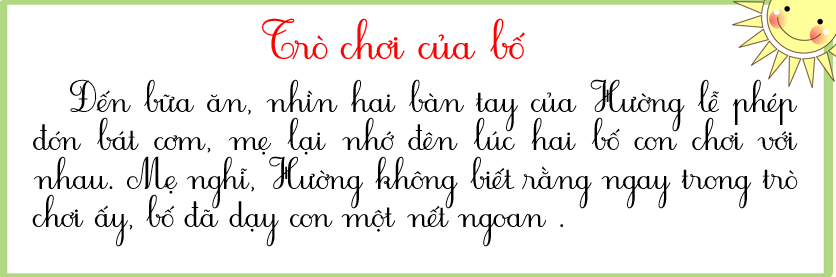 Trò chơi của bố
Đến bữa ăn, nhìn hai bàn tay của Hường lễ phép
đón bát cơm, mẹ lại nhớ đên lúc hai bố con chơi với
nhau. Mẹ nghĩ, Hường không biết rằng ngay trong trò
chơi ấy, bố đã dạy con một nết ngoan .